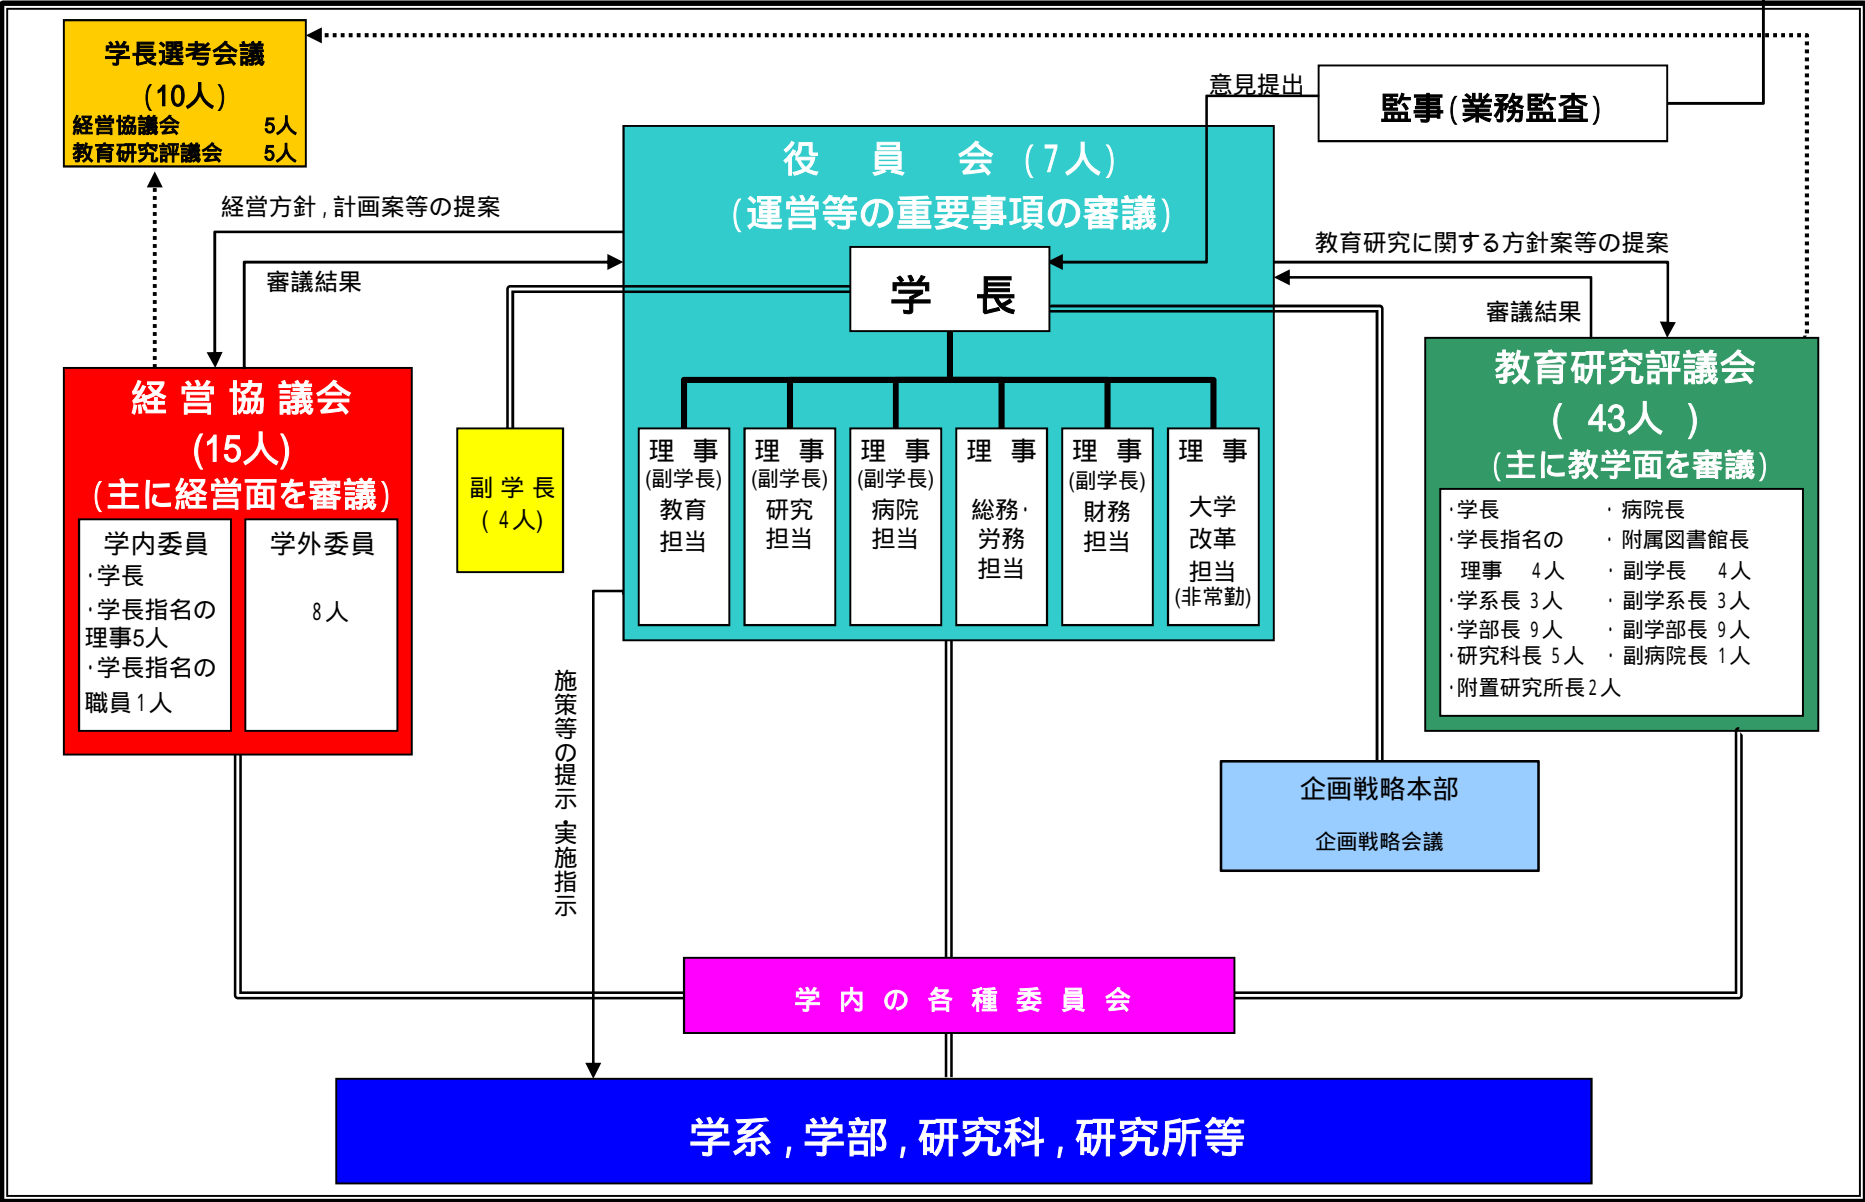 学長選考会議
(10人)
経営協議会 5人
教育研究評議会 5人
意見提出
監事(業務監査)
役 員 会 (7人)
(運営等の重要事項の審議)
学 長
経営方針,計画案等の提案
審議結果
教育研究に関する方針案等の提案
審議結果
経 営 協 議会
(15人)
(主に経営面を審議)
学内委員
・学長
・学長指名の
理事5人
・学長指名の
職員1人
学外委員
8人
副 学 長
( 4人)
理 事
(副学長)
教育
担当
理 事
(副学長)
研究
担当
理 事
(副学長)
病院
担当
理 事
総務・
労務
担当
理 事
(副学長)
財務
担当
理 事
大学
改革
担当
(非常勤)
教育研究評議会
( 43人 )
(主に教学面を審議)
・学長
・学長指名の
理事 4人
・学系長 3人
・学部長 9人
・研究科長 5人
・附置研究所長2人
・病院長
・附属図書館長
・副学長 4人
・副学系長 3人
・副学部長 9人
・副病院長 1人
施策等の提示・実施指示
企画戦略本部
企画戦略会議
学 内 の 各 種 委 員 会
学系,学部,研究科,研究所等